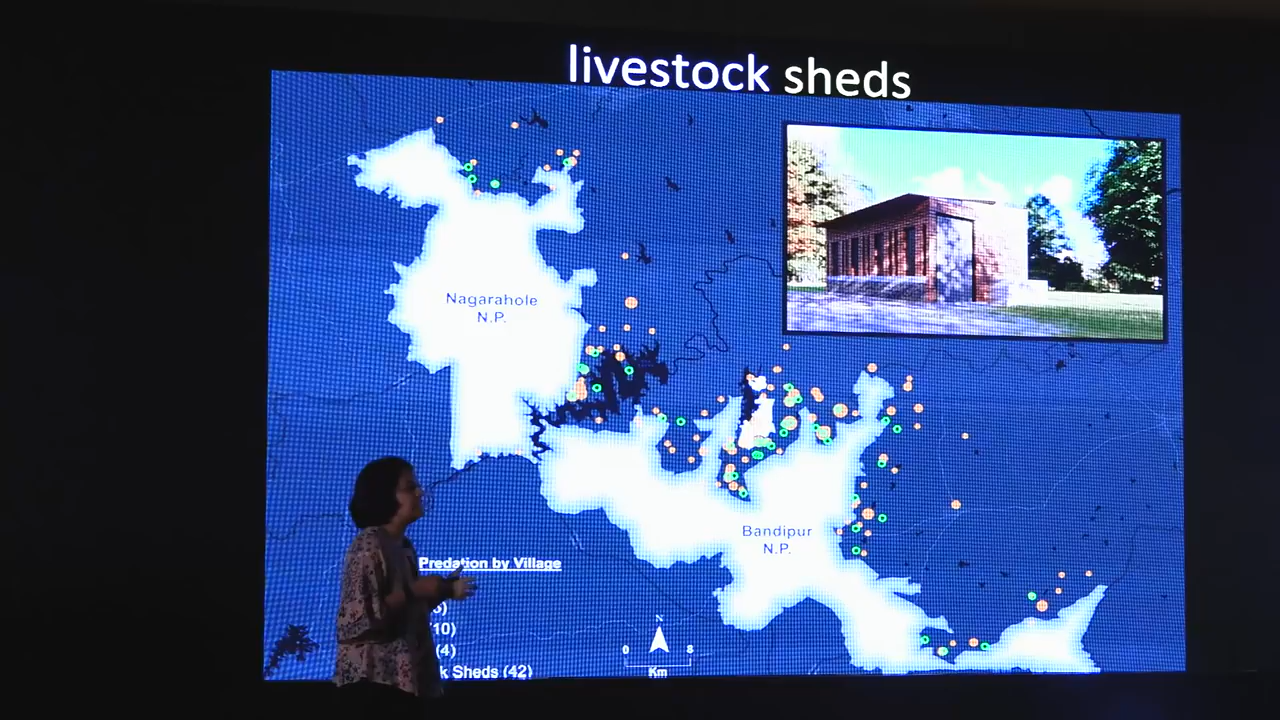 livestock sheds
Nagarahole
N.P.
Bandipur
N.P.
Predation by Village
(10)
(4)
k Sheds (42)
N
0 8
Km